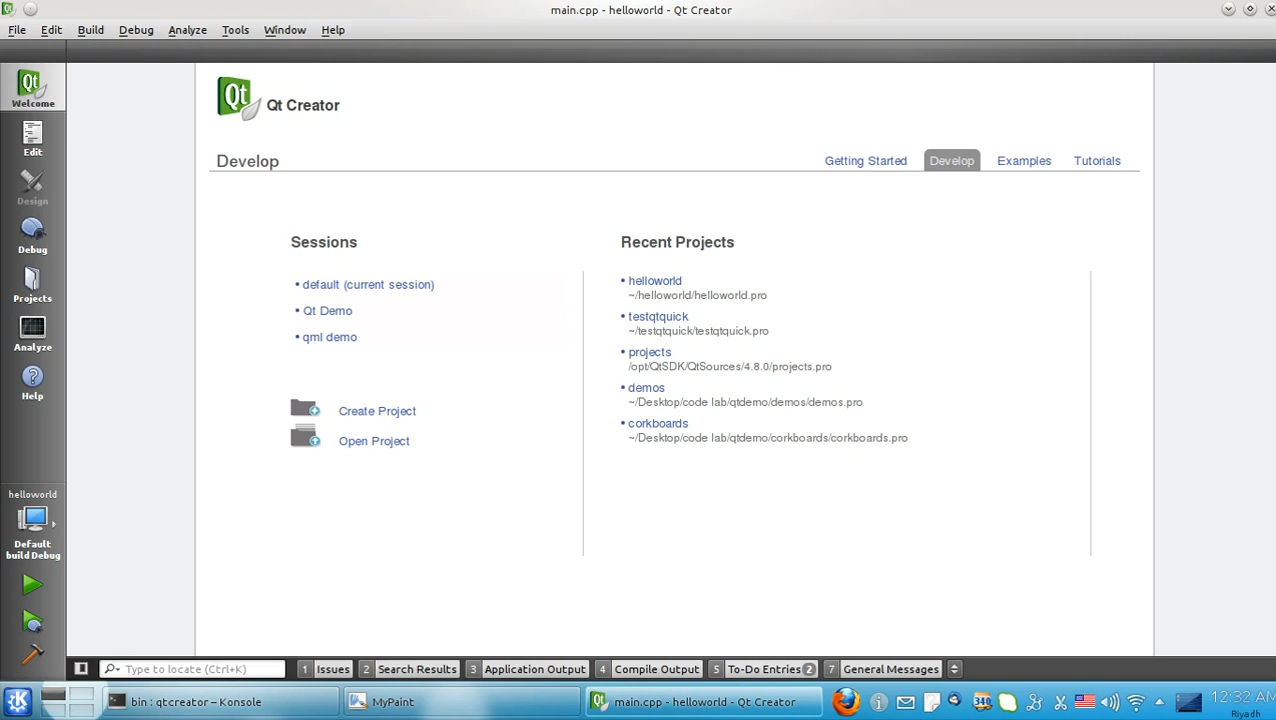 main.cpp - helloworld - Qt Creator
File Edit Build Debug Analyze Tools Window Help
Qt
Welcome
Edit
Design
Debug
Projects
Analyze
Help
helloworld
Default
build Debug
Qt Qt Creator
Develop
Getting Started Develop Examples Tutorials
Sessions
• default (current session)
• Qt Demo
• qml demo
Create Project
Open Project
Recent Projects
• helloworld
~/helloworld/helloworld.pro
• testqtquick
~/testqtquick/testqtquick.pro
• projects
/opt/QtSDK/QtSources/4.8.0/projects.pro
• demos
~/Desktop/code lab/qtdemo/demos/demos.pro
• corkboards
~/Desktop/code lab/qtdemo/corkboards/corkboards.pro
Type to locate (Ctrl+K) 1 Issues 2 Search Results 3 Application Output 4 Compile Output 5 To-Do Entries 2 7 General Messages
bin : qtcreator – Konsole MyPaint main.cpp - helloworld - Qt Creator 340 12:32 AM
Riyadh